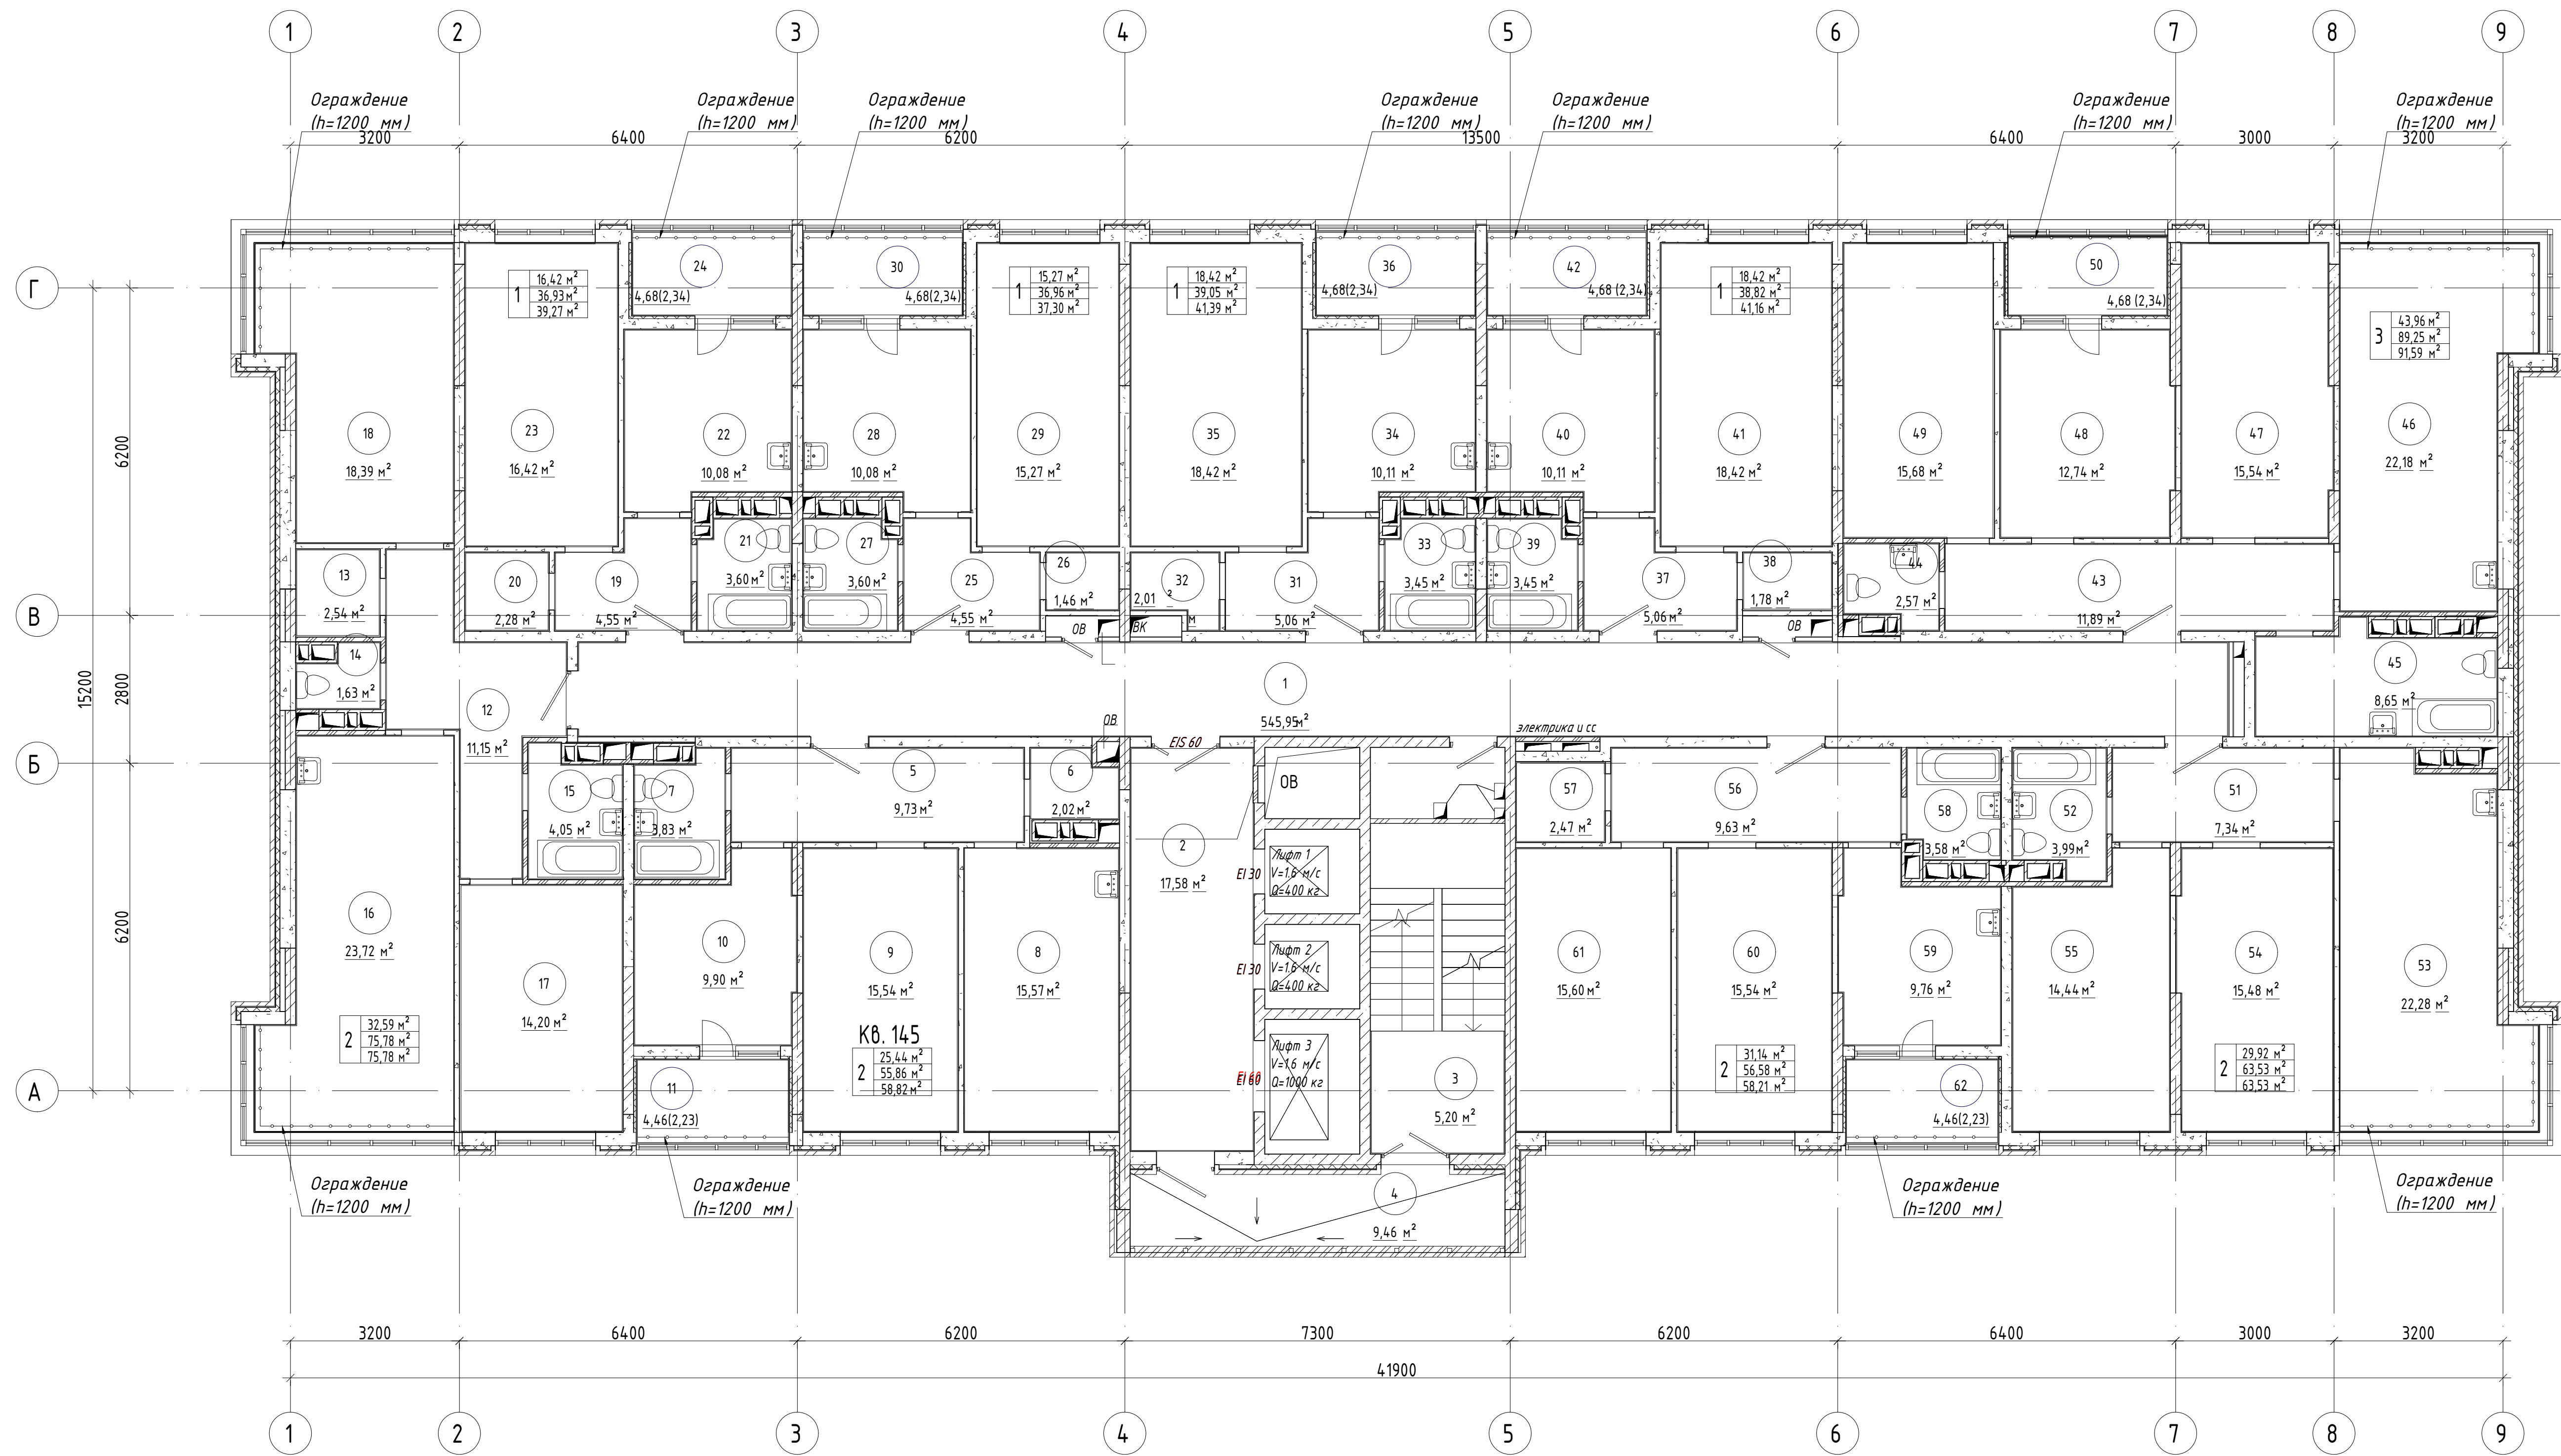 1 2 3 4 5 6 7 8 9
Ограждение
(h=1200 мм)
Ограждение
(h=1200 мм)
Ограждение
(h=1200 мм)
Ограждение
(h=1200 мм)
Ограждение
(h=1200 мм)
Ограждение
(h=1200 мм)
Ограждение
(h=1200 мм)
3200 6400 6200 13500 6400 3000 3200
Г
В
Б
А
6200
2800
6200
15200
18
18,39 м²
1
16,42 м²
36,93 м²
39,27 м²
23
16,42 м²
24
4,68(2,34)
22
10,08 м²
30
4,68(2,34)
28
10,08 м²
1
15,27 м²
36,96 м²
37,30 м²
29
15,27 м²
1
18,42 м²
39,05 м²
41,39 м²
35
18,42 м²
36
4,68(2,34)
34
10,11 м²
42
4,68 (2,34)
40
10,11 м²
1
18,42 м²
38,82 м²
41,16 м²
41
18,42 м²
49
15,68 м²
50
4,68 (2,34)
48
12,74 м²
47
15,54 м²
3
43,96 м²
89,25 м²
91,59 м²
46
22,18 м²
13
2,54 м²
20
2,28 м²
19
4,55 м²
21
3,60 м²
27
3,60 м²
25
4,55 м²
26
1,46 м²
ОВ
32
2,01 м²
ВК
31
5,06 м²
33
3,45 м²
39
3,45 м²
37
5,06 м²
38
1,78 м²
ОВ
44
2,57 м²
43
11,89 м²
14
1,63 м²
12
11,15 м²
1
545,95м²
45
8,65 м²
ОВ
EIS 60
электрика и сс
15
4,05 м²
7
3,83 м²
5
9,73 м²
6
2,02 м²
2
17,58 м²
ОВ
Лифт 1
V=1.6 м/с
Q=400 кг
EI 30
Лифт 2
V=1.6 м/с
Q=400 кг
EI 30
Лифт 3
V=1.6 м/с
Q=1000 кг
EI 60
EI 60
57
2,47 м²
56
9,63 м²
58
3,58 м²
52
3,99 м²
51
7,34 м²
16
23,72 м²
2
32,59 м²
75,78 м²
75,78 м²
17
14,20 м²
10
9,90 м²
11
4,46(2,23)
9
15,54 м²
Кв. 145
2
25,44 м²
55,86 м²
58,82 м²
8
15,57 м²
3
5,20 м²
4
9,46 м²
61
15,60 м²
60
15,54 м²
2
31,14 м²
56,58 м²
58,21 м²
59
9,76 м²
62
4,46(2,23)
55
14,44 м²
54
15,48 м²
2
29,92 м²
63,53 м²
63,53 м²
53
22,28 м²
Ограждение
(h=1200 мм)
Ограждение
(h=1200 мм)
Ограждение
(h=1200 мм)
Ограждение
(h=1200 мм)
3200 6400 6200 7300 6200 6400 3000 3200
41900
1 2 3 4 5 6 7 8 9